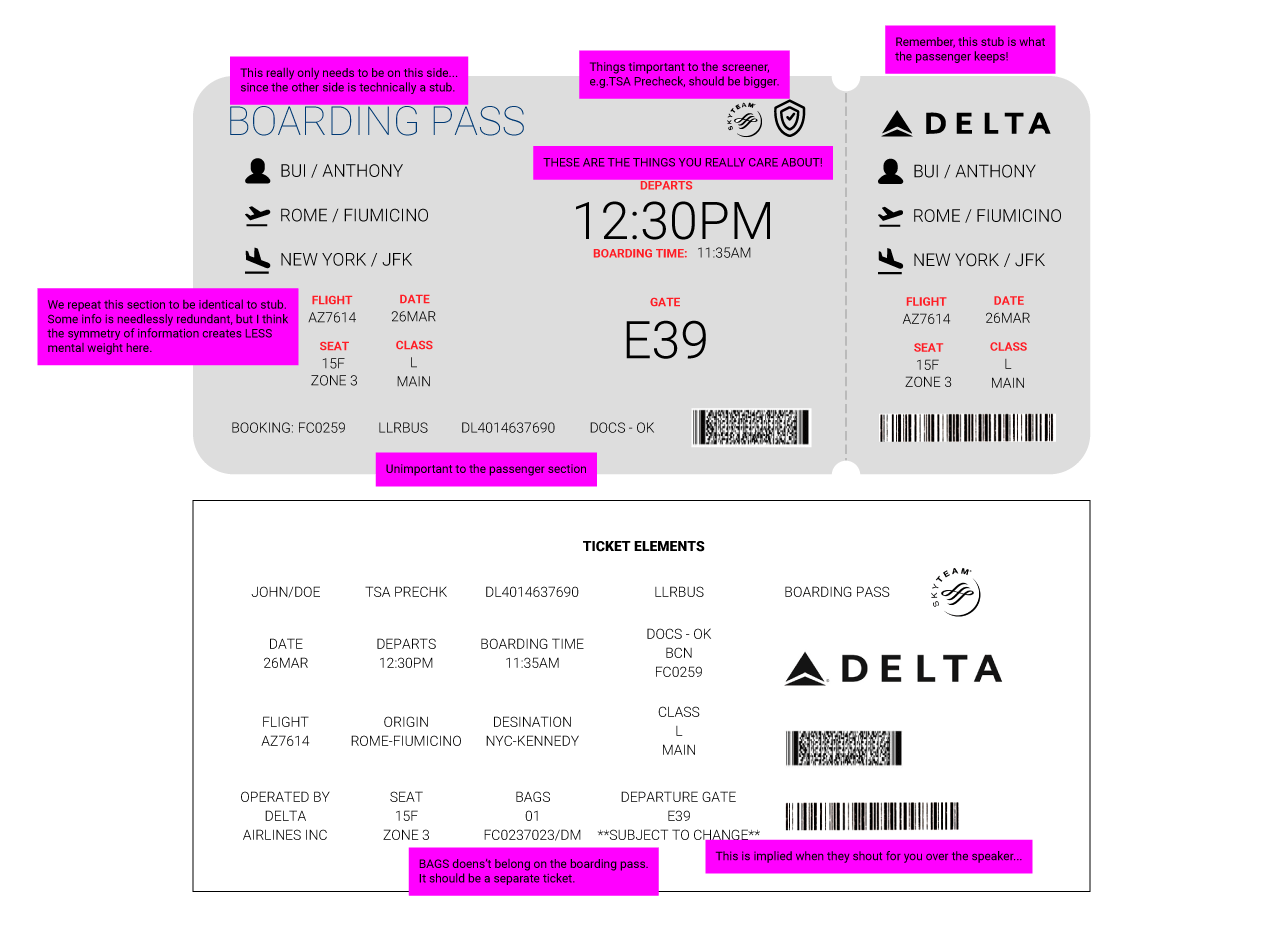 Remember, this stub is what
the passenger keeps!
This really only needs to be on this side...
since the other side is technically a stub.
Things timportant to the screener,
e.g.TSA Precheck, should be bigger.
BOARDING PASS
SKYTEAM
DELTA
THESE ARE THE THINGS YOU REALLY CARE ABOUT!
BUI / ANTHONY
ROME / FIUMICINO
NEW YORK / JFK
DEPARTS
12:30PM
BOARDING TIME: 11:35AM
BUI / ANTHONY
ROME / FIUMICINO
NEW YORK / JFK
We repeat this section to be identical to stub.
Some info is needlessly redundant, but I think
the symmetry of information creates LESS
mental weight here.
FLIGHT DATE
AZ7614 26MAR
SEAT CLASS
15F L
ZONE 3 MAIN
GATE
E39
FLIGHT DATE
AZ7614 26MAR
SEAT CLASS
15F L
ZONE 3 MAIN
BOOKING: FC0259 LLRBUS DL4014637690 DOCS - OK
Unimportant to the passenger section
TICKET ELEMENTS
JOHN/DOE TSA PRECHK DL4014637690 LLRBUS BOARDING PASS SKYTEAM
DATE
26MAR
DEPARTS
12:30PM
BOARDING TIME
11:35AM
DOCS - OK
BCN
FC0259
DELTA
FLIGHT
AZ7614
ORIGIN
ROME-FIUMICINO
DESINATION
NYC-KENNEDY
CLASS
L
MAIN
OPERATED BY
DELTA
AIRLINES INC
SEAT
15F
ZONE 3
BAGS
01
FC0237023/DM
DEPARTURE GATE
E39
**SUBJECT TO CHANGE**
This is implied when they shout for you over the speaker...
BAGS doens't belong on the boarding pass.
It should be a separate ticket.